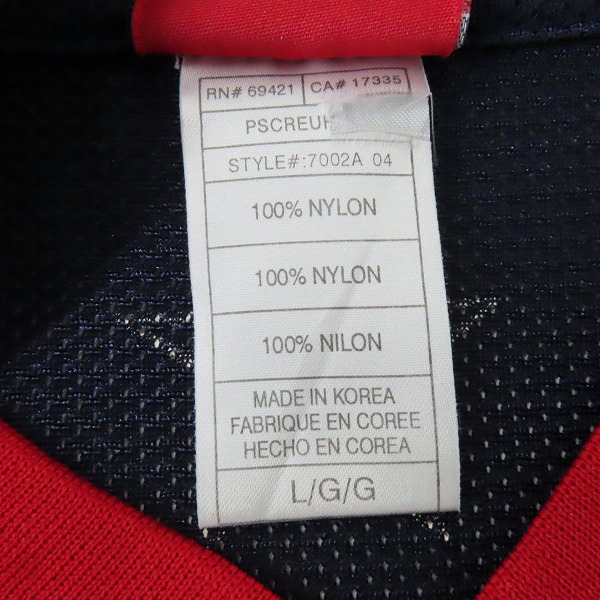 RN# 69421 CA# 17335
STYLE#:7002A 04
100% NYLON
100% NYLON
100% NILON
MADE IN KOREA
FABRIQUE EN COREE
HECHO EN COREA
L/G/G